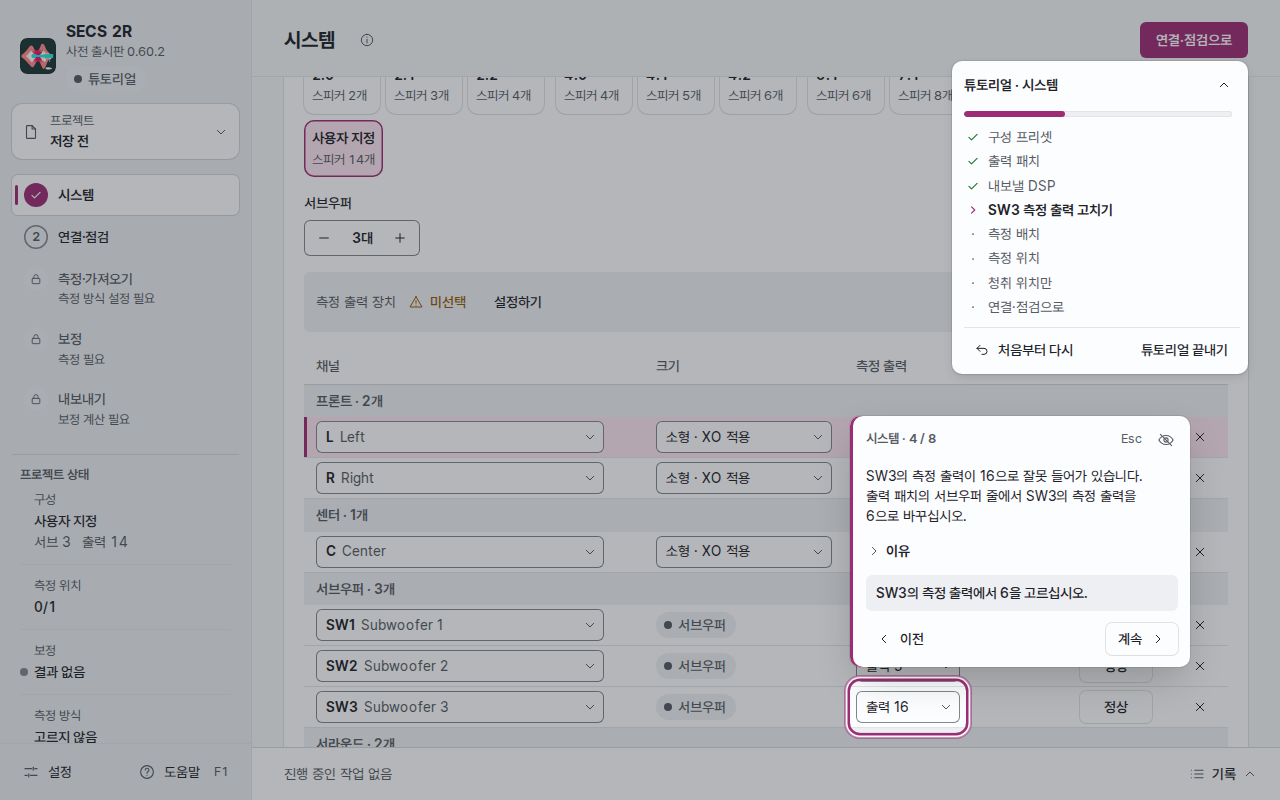 SECS 2R
사전 출시판 0.60.2
튜토리얼
프로젝트
저장 전
시스템
2 연결·점검
측정·가져오기
측정 방식 설정 필요
보정
측정 필요
내보내기
보정 계산 필요
프로젝트 상태
구성
사용자 지정
서브 3 출력 14
측정 위치
0/1
보정
결과 없음
측정 방식
고르지 않음
설정
도움말 F1
시스템
연결·점검으로
스피커 2개
스피커 3개
스피커 4개
스피커 4개
스피커 5개
스피커 6개
스피커 6개
스피커 8개
사용자 지정
스피커 14개
서브우퍼
3대
측정 출력 장치 미선택 설정하기
채널 크기 측정 출력
프론트 · 2개
L Left 소형 · XO 적용
R Right 소형 · XO 적용
센터 · 1개
C Center 소형 · XO 적용
서브우퍼 · 3개
SW1 Subwoofer 1 서브우퍼
SW2 Subwoofer 2 서브우퍼
SW3 Subwoofer 3 서브우퍼 출력 16 정상
서라운드 · 2개
튜토리얼 · 시스템
구성 프리셋
출력 패치
내보낼 DSP
SW3 측정 출력 고치기
측정 배치
측정 위치
청취 위치만
연결·점검으로
처음부터 다시 튜토리얼 끝내기
시스템 · 4 / 8 Esc
SW3의 측정 출력이 16으로 잘못 들어가 있습니다.
출력 패치의 서브우퍼 줄에서 SW3의 측정 출력을
6으로 바꾸십시오.
이유
SW3의 측정 출력에서 6을 고르십시오.
이전 계속
진행 중인 작업 없음
기록